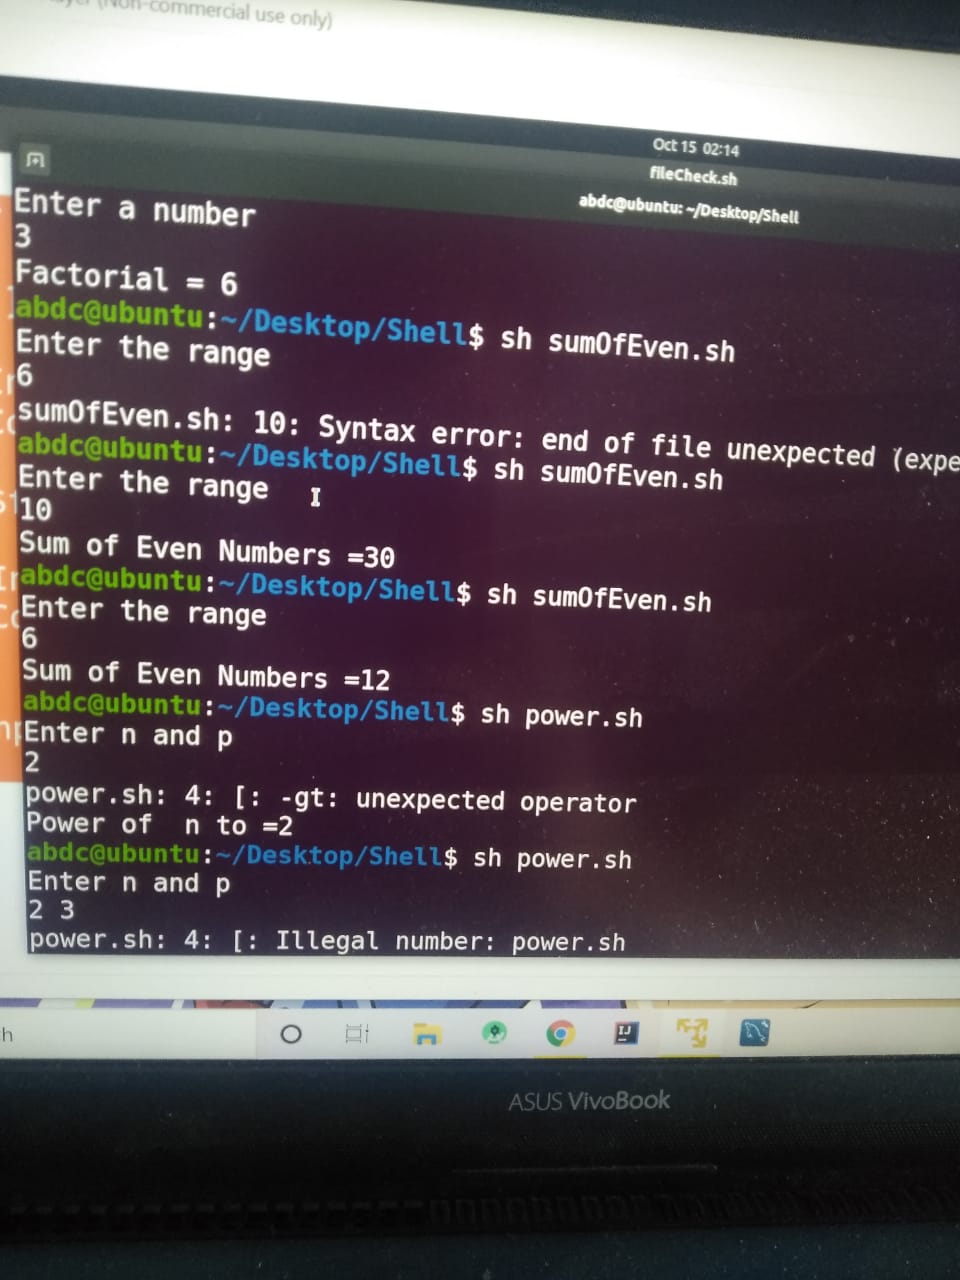 (Non-commercial use only)
Oct 15 02:14
fileCheck.sh
abdc@ubuntu: ~/Desktop/Shell
Enter a number
3
Factorial = 6
abdc@ubuntu:~/Desktop/Shell$ sh sumOfEven.sh
Enter the range
6
sumOfEven.sh: 10: Syntax error: end of file unexpected (expe
abdc@ubuntu:~/Desktop/Shell$ sh sumOfEven.sh
Enter the range
10
Sum of Even Numbers =30
abdc@ubuntu:~/Desktop/Shell$ sh sumOfEven.sh
Enter the range
6
Sum of Even Numbers =12
abdc@ubuntu:~/Desktop/Shell$ sh power.sh
Enter n and p
2
power.sh: 4: [: -gt: unexpected operator
Power of  n to =2
abdc@ubuntu:~/Desktop/Shell$ sh power.sh
Enter n and p
2 3
power.sh: 4: [: Illegal number: power.sh
IJ
ASUS VivoBook